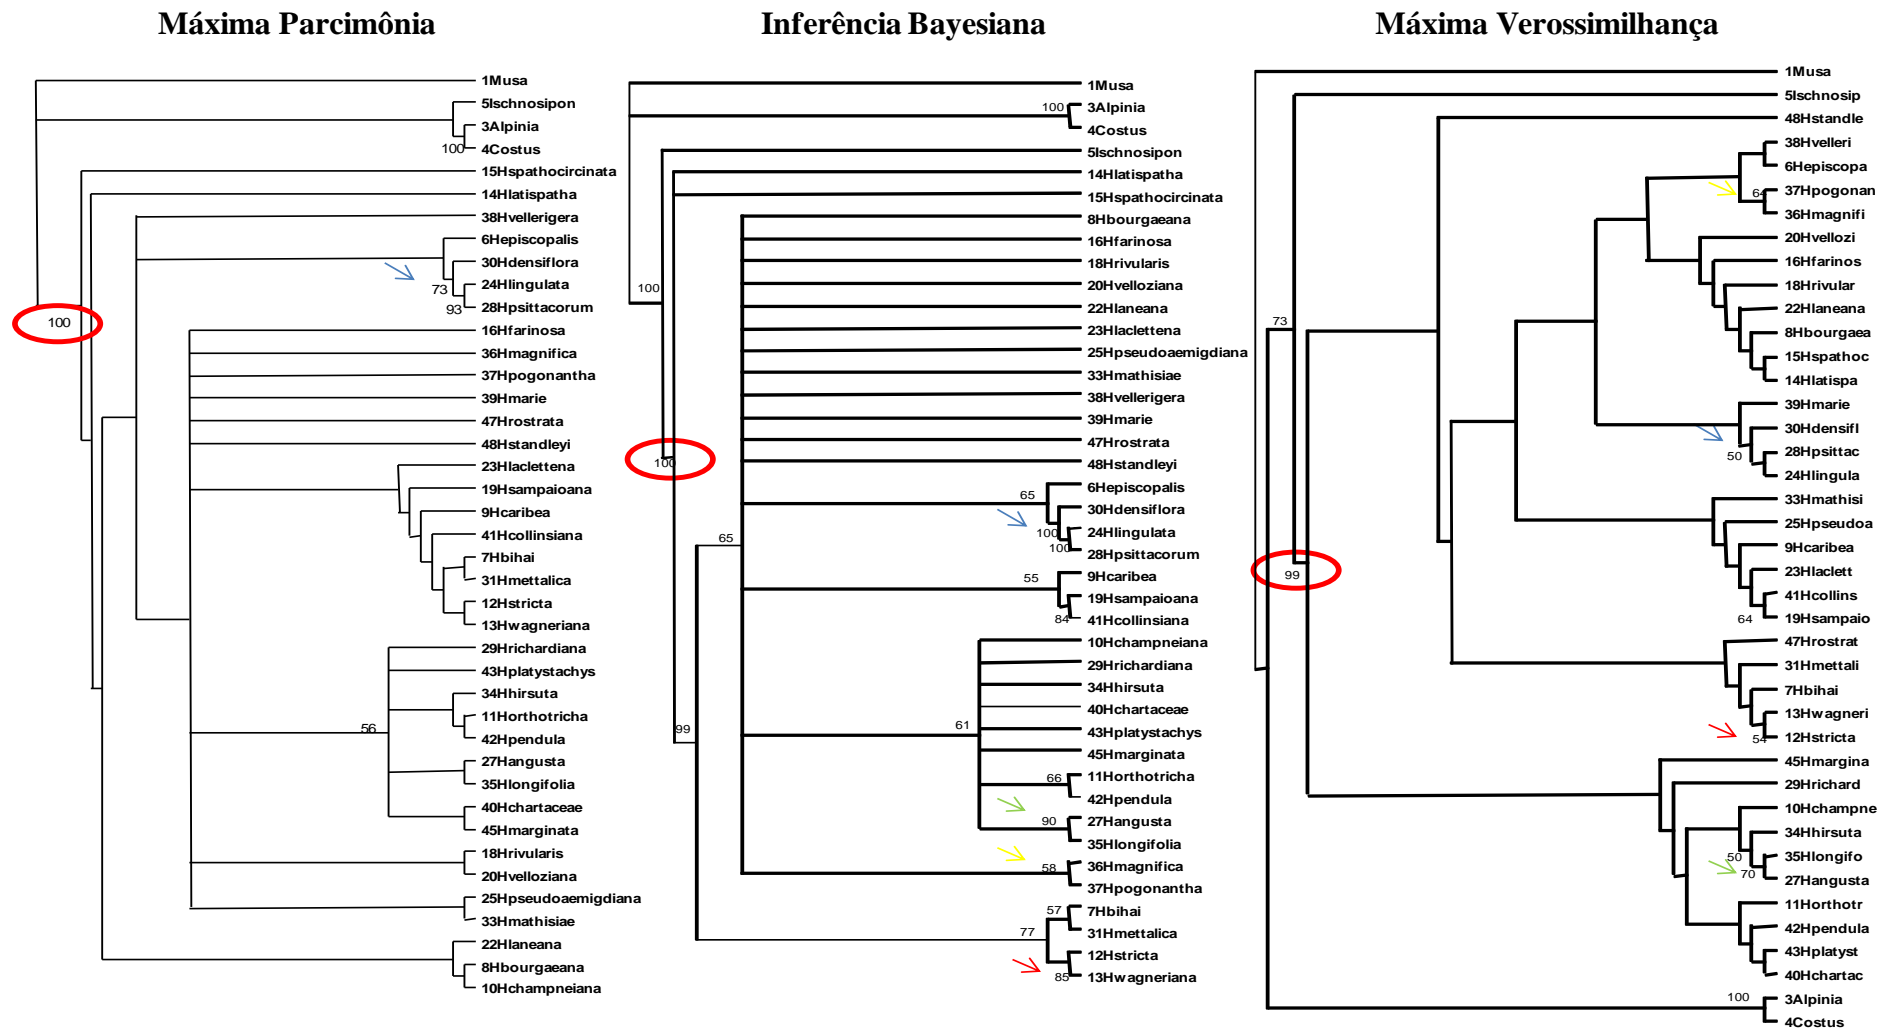 Máxima Parcimônia
1Musa
5Ischnosipon
3Alpinia
100
4Costus
15Hspathocircinata
14Hlatispatha
38Hvellerigera
6Hepiscopalis
30Hdensiflora
24Hlingulata
73
28Hpsittacorum
93
100
16Hfarinosa
36Hmagnifica
37Hpogonantha
39Hmarie
47Hrostrata
48Hstandleyi
23Hlaclettena
19Hsampaioana
9Hcaribea
41Hcollinsiana
7Hbihai
31Hmettalica
12Hstricta
13Hwagneriana
29Hrichardiana
43Hplatystachys
34Hhirsuta
11Horthotricha
56
42Hpendula
27Hangusta
35Hlongifolia
40Hchartaceae
45Hmarginata
18Hrivularis
20Hvelloziana
25Hpseudoaemigdiana
33Hmathisiae
22Hlaneana
8Hbourgaeana
10Hchampneiana
Inferência Bayesiana
1Musa
100
3Alpinia
4Costus
5Ischnosipon
14Hlatispatha
15Hspathocircinata
8Hbourgaeana
16Hfarinosa
18Hrivularis
100
20Hvelloziana
22Hlaneana
23Hlaclettena
25Hpseudoaemigdiana
33Hmathisiae
38Hvellerigera
39Hmarie
47Hrostrata
100
48Hstandleyi
6Hepiscopalis
65
30Hdensiflora
24Hlingulata
100
65
100
28Hpsittacorum
55
9Hcaribea
19Hsampaioana
84
41Hcollinsiana
10Hchampneiana
29Hrichardiana
34Hhirsuta
40Hchartaceae
99
61
43Hplatystachys
45Hmarginata
66
11Horthotricha
42Hpendula
90
27Hangusta
35Hlongifolia
58
36Hmagnifica
37Hpogonantha
57
7Hbihai
77
31Hmettalica
12Hstricta
85
13Hwagneriana
Máxima Verossimilhança
1Musa
5Ischnosip
48Hstandle
38Hvelleri
6Hepiscopa
64
37Hpogonan
36Hmagnifi
20Hvellozi
16Hfarinos
18Hrivular
22Hlaneana
73
8Hbourgaea
15Hspathoc
14Hlatispa
39Hmarie
30Hdensifl
50
28Hpsittac
24Hlingula
33Hmathisi
25Hpseudoa
9Hcaribea
99
23Hlaclett
41Hcollins
64
19Hsampaio
47Hrostrat
31Hmettali
7Hbihai
13Hwagneri
54
12Hstricta
45Hmargina
29Hrichard
10Hchampne
34Hhirsuta
50
35Hlongifo
70
27Hangusta
11Horthotr
42Hpendula
43Hplatyst
40Hchartac
100
3Alpinia
4Costus